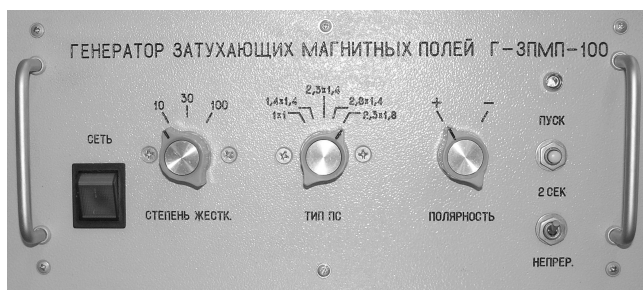 ГЕНЕРАТОР ЗАТУХАЮЩИХ МАГНИТНЫХ ПОЛЕЙ Г-ЗПМП-100
10 30 100
2,3x1,4
1,4x1,4 2,8x1,4
1x1 2,3x1,8
+ -
ПУСК
СЕТЬ
2 СЕК
СТЕПЕНЬ ЖЕСТК. ТИП ПС ПОЛЯРНОСТЬ
НЕПРЕР.